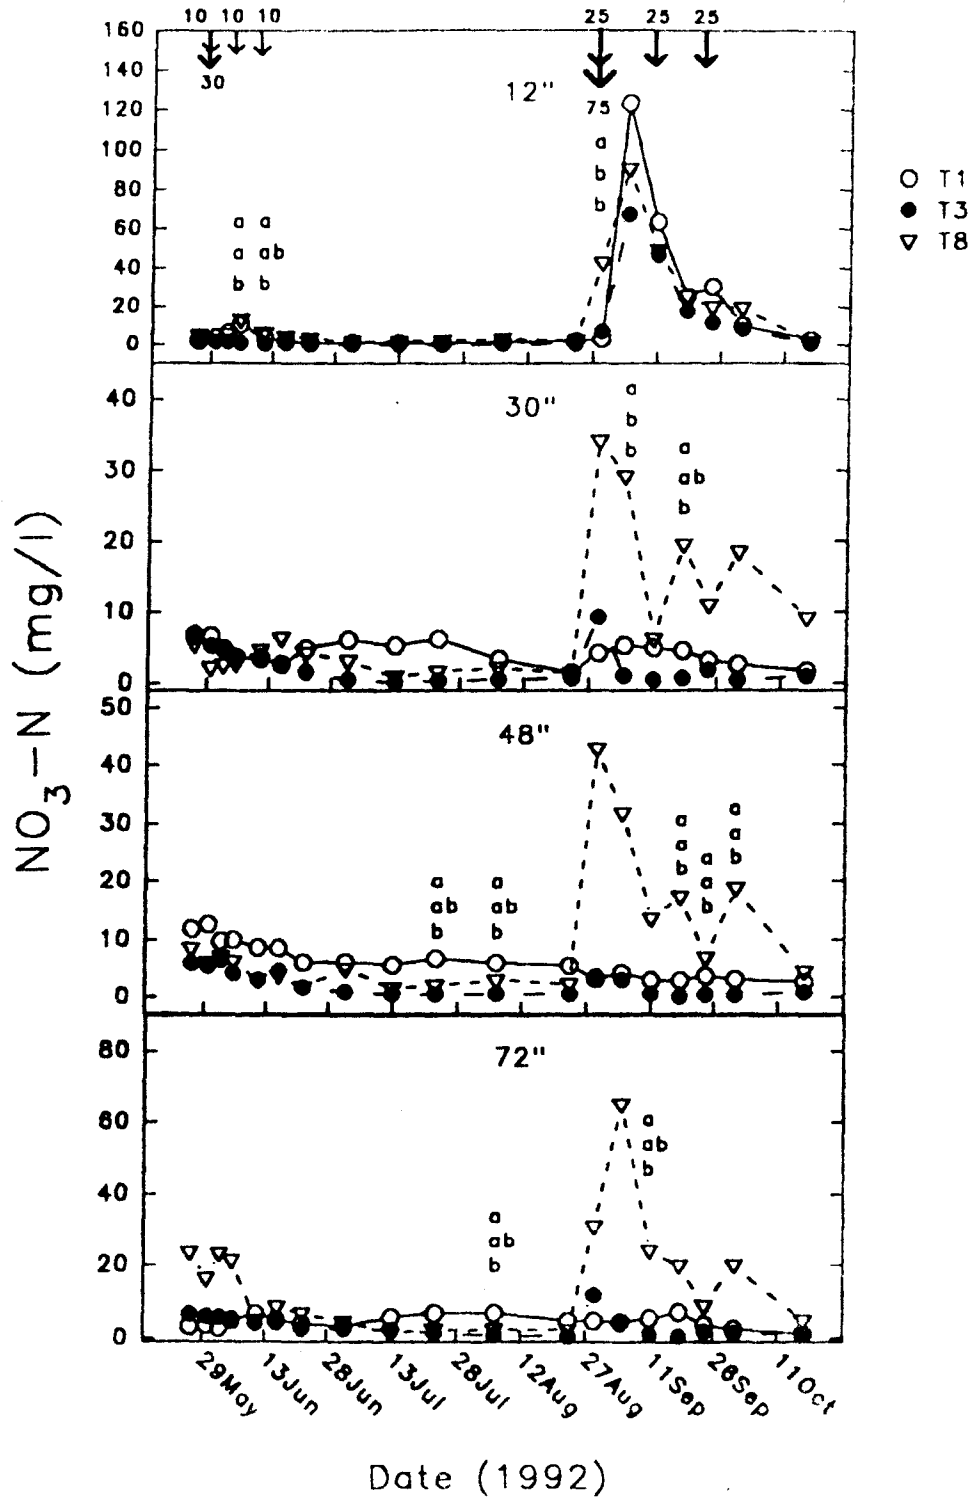 10 10 10 25 25 25
160
140
30
12"
120
75
a
100
b
80
b
60
a a
40
a ab
20
b b
0
T1
T3
T8
40
30"
a
b
b
30
a
ab
b
20
10
0
50
48"
40
30
a a
a a a
b a b
b
20
a a
ab ab
b b
10
0
80
72"
60
a
ab
b
40
a
ab
b
20
0
NO3-N (mg/l)
29May 13Jun 28Jun 13Jul 28Jul 12Aug 27Aug 11Sep 26Sep 11Oct
Date (1992)